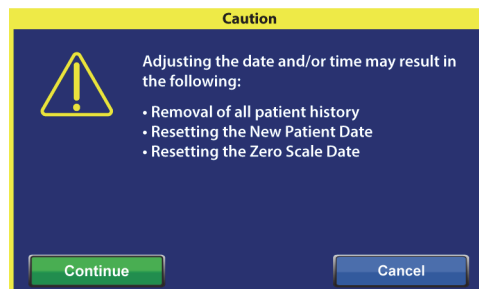 Caution
Adjusting the date and/or time may result in
the following:
• Removal of all patient history
• Resetting the New Patient Date
• Resetting the Zero Scale Date
Continue
Cancel